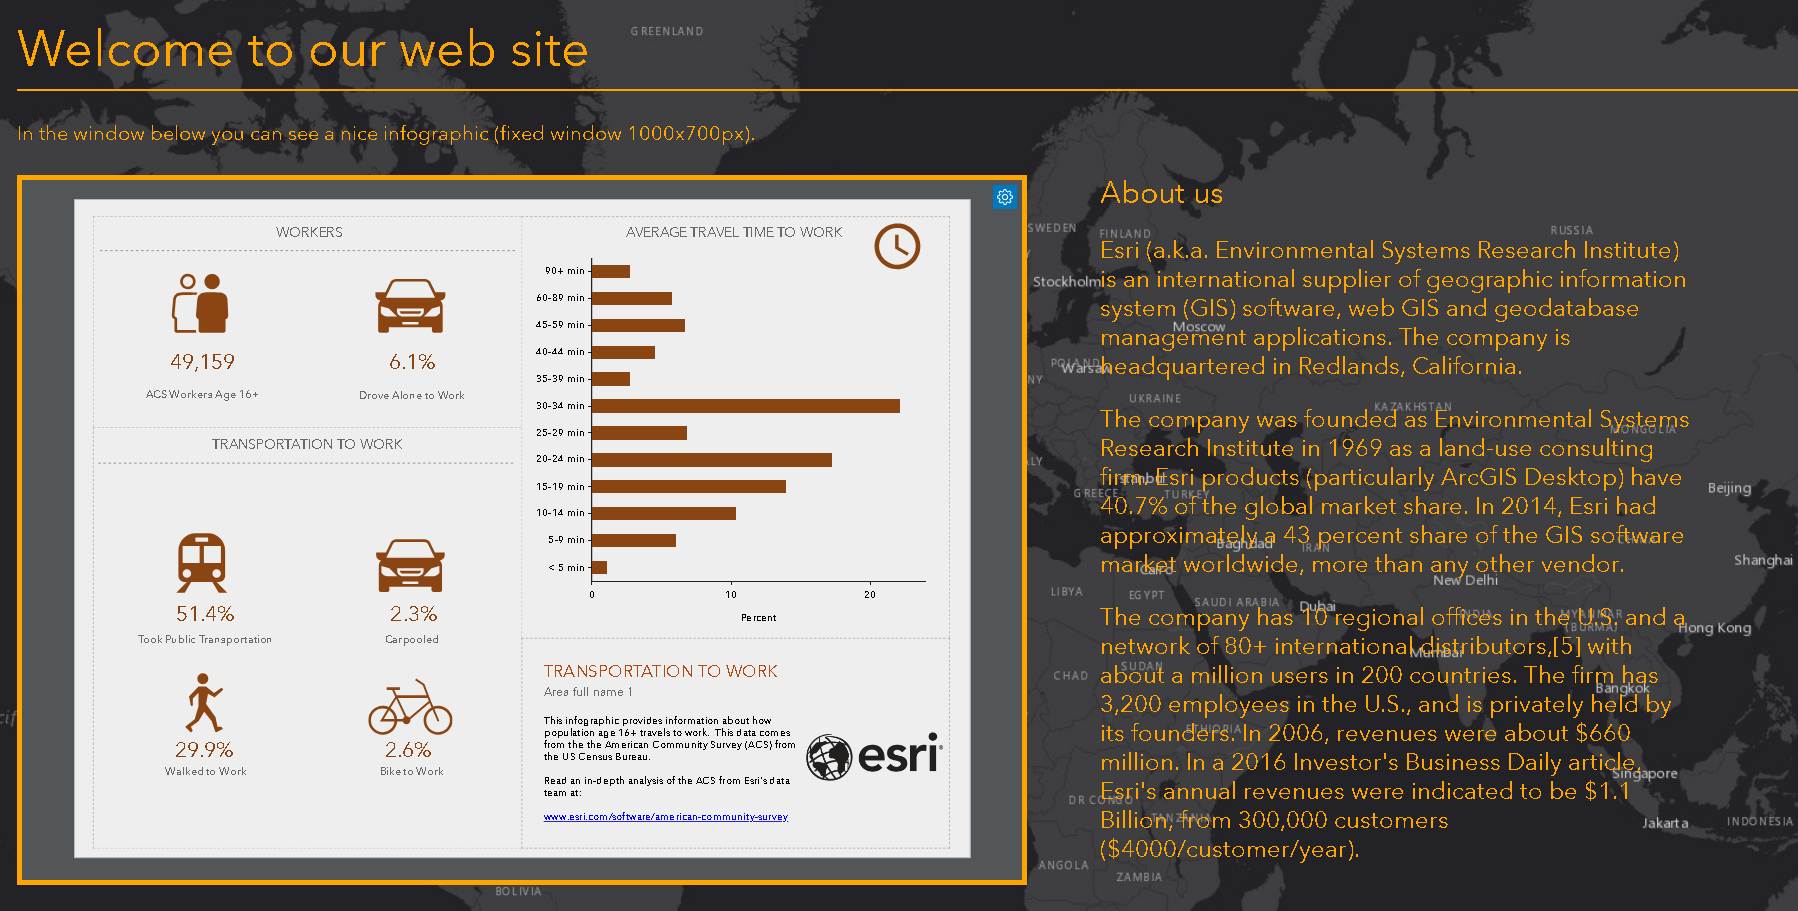 Welcome to our web site
In the window below you can see a nice infographic (fixed window 1000x700px).
WORKERS
49,159
ACS Workers Age 16+
6.1%
Drove Alone to Work
TRANSPORTATION TO WORK
51.4%
Took Public Transportation
2.3%
Carpooled
29.9%
Walked to Work
2.6%
Bike to Work
AVERAGE TRAVEL TIME TO WORK
90+ min
60-89 min
45-59 min
40-44 min
35-39 min
30-34 min
25-29 min
20-24 min
15-19 min
10-14 min
5-9 min
< 5 min
0 10 20
Percent
TRANSPORTATION TO WORK
Area full name 1
This infographic provides information about how
population age 16+ travels to work. This data comes
from the the American Community Survey (ACS) from
the US Census Bureau.
Read an in-depth analysis of the ACS from Esri's data
team at:
www.esri.com/software/american-community-survey
esri
About us
Esri (a.k.a. Environmental Systems Research Institute)
is an international supplier of geographic information
system (GIS) software, web GIS and geodatabase
management applications. The company is
headquartered in Redlands, California.
The company was founded as Environmental Systems
Research Institute in 1969 as a land-use consulting
firm. Esri products (particularly ArcGIS Desktop) have
40.7% of the global market share. In 2014, Esri had
approximately a 43 percent share of the GIS software
market worldwide, more than any other vendor.
The company has 10 regional offices in the U.S. and a
network of 80+ international distributors,[5] with
about a million users in 200 countries. The firm has
3,200 employees in the U.S., and is privately held by
its founders. In 2006, revenues were about $660
million. In a 2016 Investor's Business Daily article,
Esri's annual revenues were indicated to be $1.1
Billion, from 300,000 customers
($4000/customer/year).
GREENLAND
SWEDEN
FINLAND
RUSSIA
Stockholm
Moscow
POLAND
Warsaw
UKRAINE
KAZAKHSTAN
MONGOLIA
Istanbul
GREECE
TURKEY
Beijing
Baghdad
IRAN
Cairo
Shanghai
New Delhi
LIBYA
EGYPT
SAUDI ARABIA
Dubai
INDIA
MYANMAR
(BURMA)
Hong Kong
Mumbai
SUDAN
CHAD
Bangkok
ETHIOPIA
Singapore
DR CONGO
TANZANIA
Jakarta
INDONESIA
ANGOLA
ZAMBIA
BOLIVIA